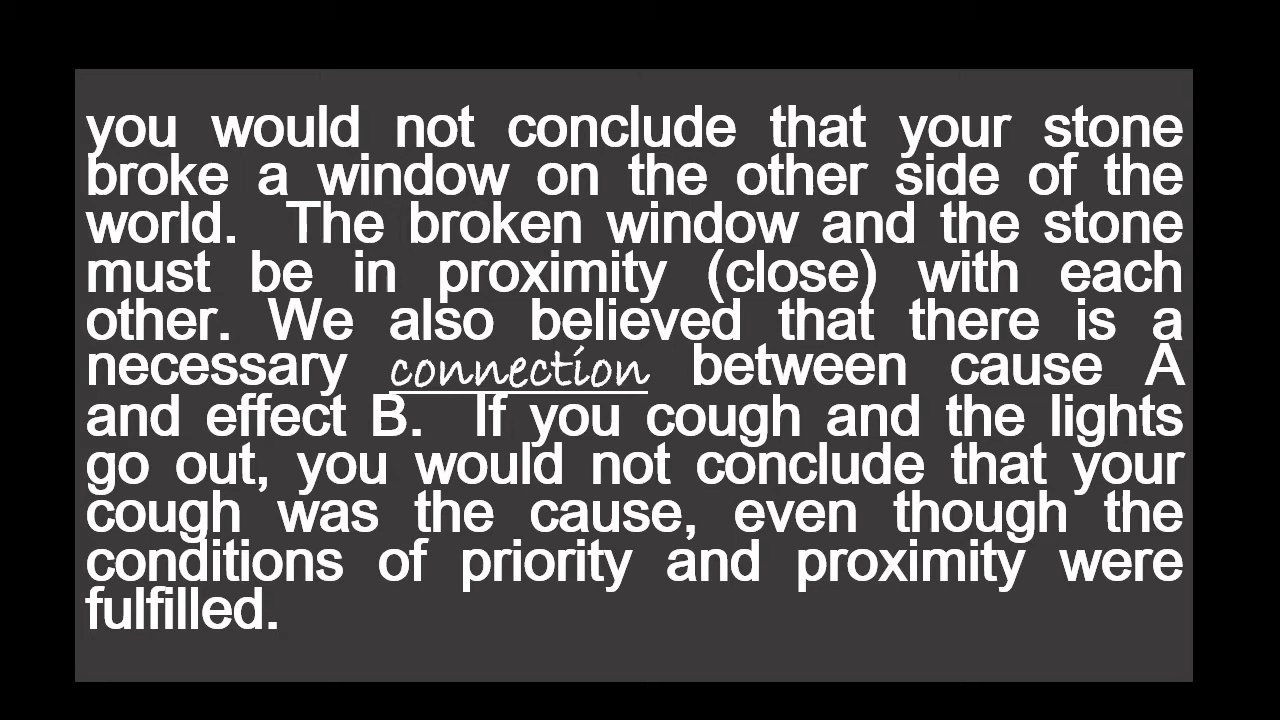 you would not conclude that your stone
broke a window on the other side of the
world. The broken window and the stone
must be in proximity (close) with each
other. We also believed that there is a
necessary connection between cause A
and effect B. If you cough and the lights
go out, you would not conclude that your
cough was the cause, even though the
conditions of priority and proximity were
fulfilled.